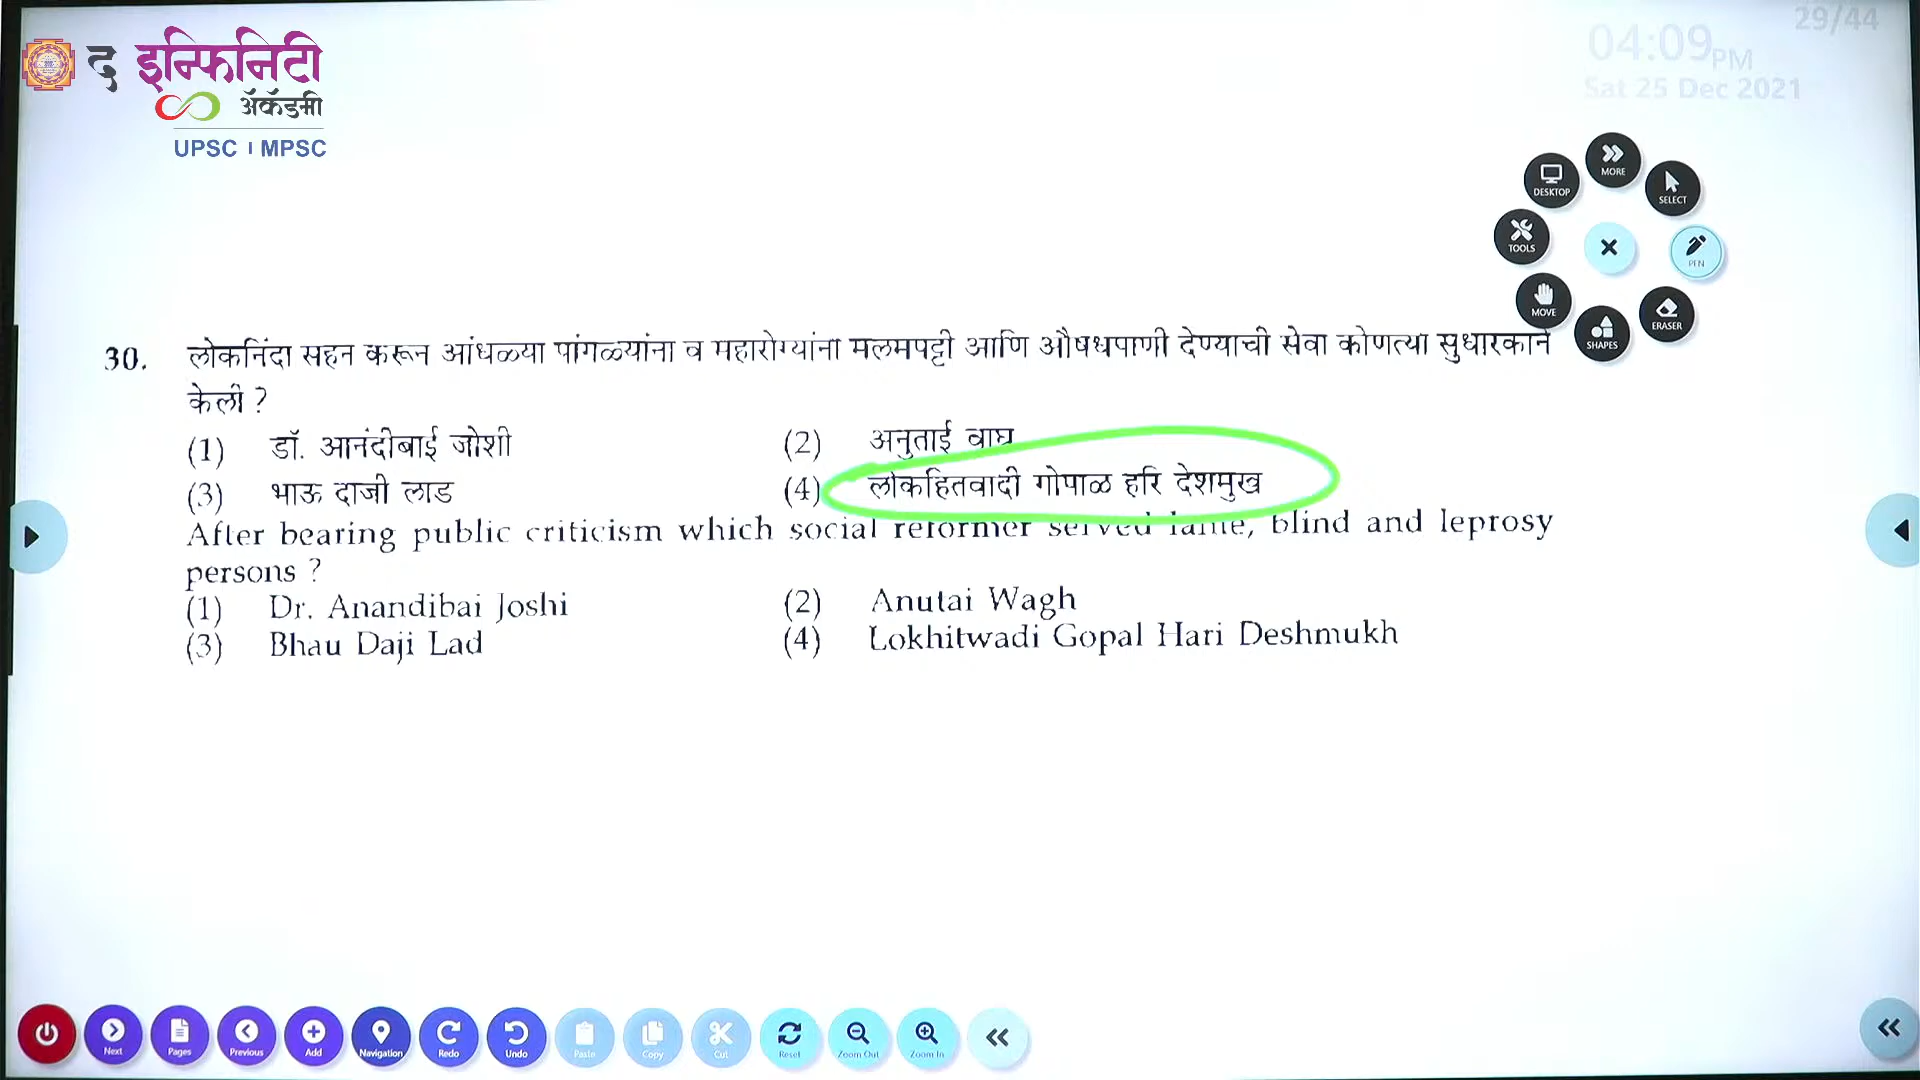 29/44
04:09PM
Sat 25 Dec 2021
द इन्फिनिटी
ॲकॅडमी
UPSC | MPSC
MORE
DESKTOP
SELECT
TOOLS
PEN
MOVE
ERASER
SHAPES
30. लोकनिंदा सहन करून आंधळ्या पांगळ्यांना व महारोग्यांना मलमपट्टी आणि औषधपाणी देण्याची सेवा कोणत्या सुधारकाने
केली ?
(1) डॉ. आनंदीबाई जोशी (2) अनुताई वाघ
(3) भाऊ दाजी लाड (4) लोकहितवादी गोपाळ हरि देशमुख
After bearing public criticism which social reformer served lame, blind and leprosy
persons ?
(1) Dr. Anandibai Joshi (2) Anutai Wagh
(3) Bhau Daji Lad (4) Lokhitwadi Gopal Hari Deshmukh
Next Pages Previous Add Navigation Redo Undo Paste Copy Cut Reset Zoom Out Zoom In